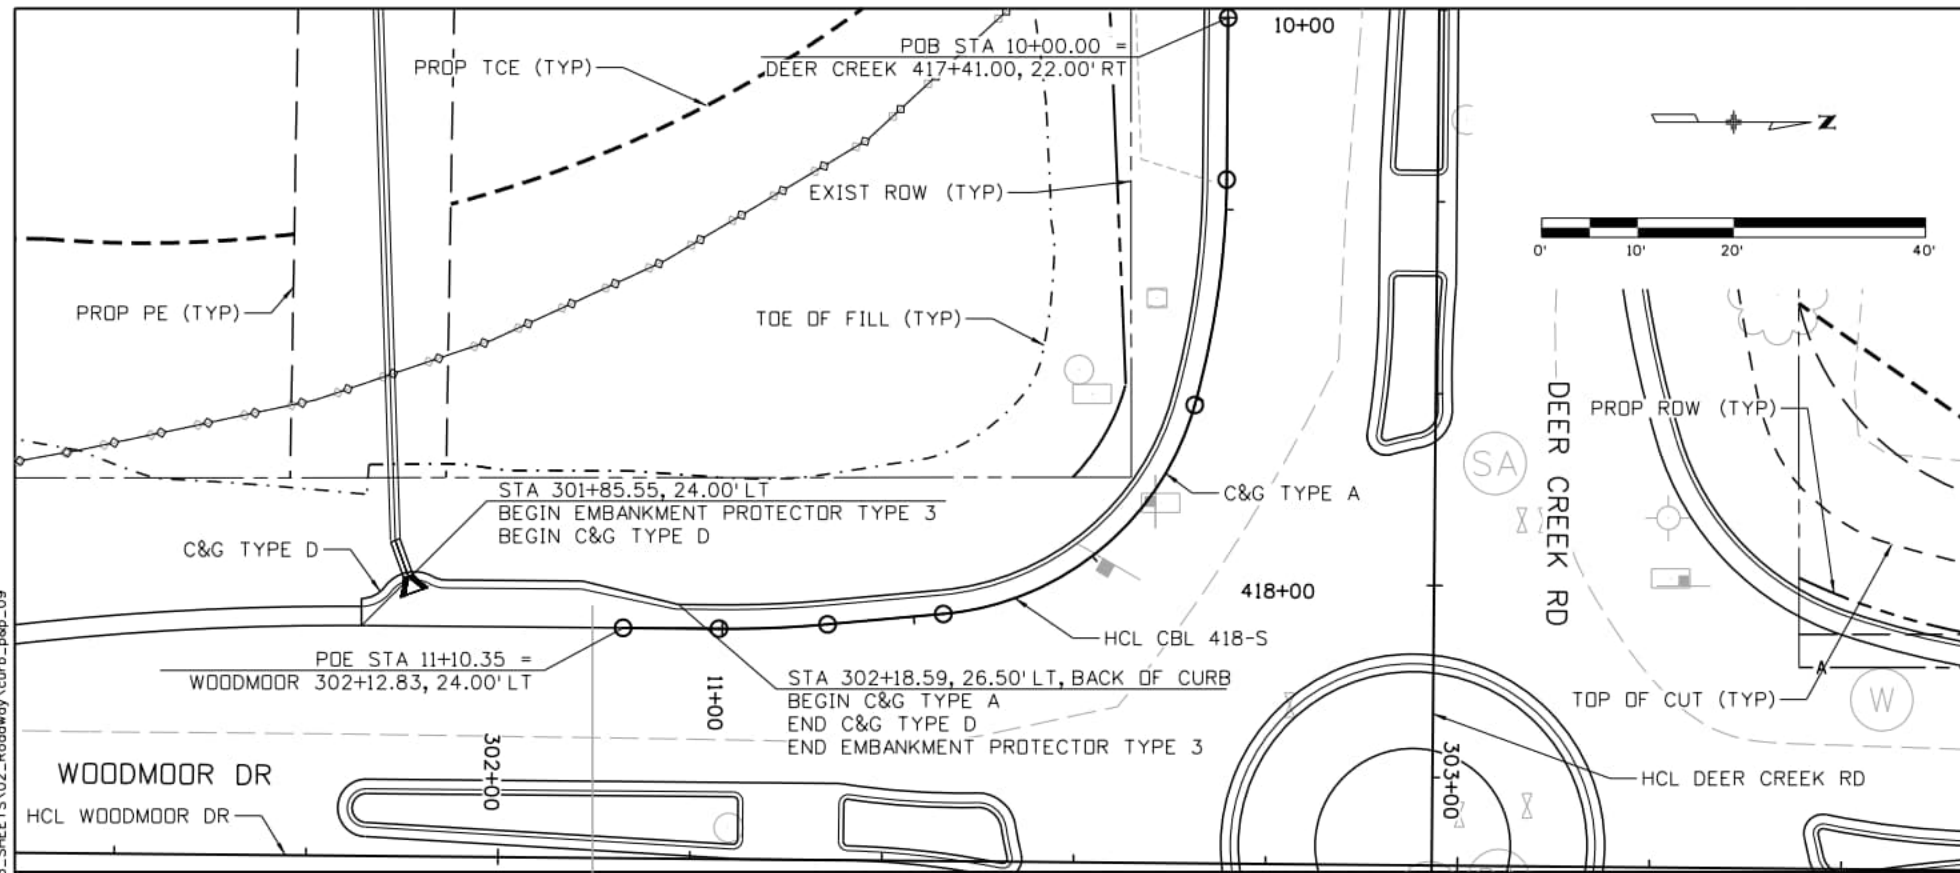 10+00
POB STA 10+00.00 =
DEER CREEK 417+41.00, 22.00' RT
PROP TCE (TYP)
N
EXIST ROW (TYP)
0' 10' 20' 40'
PROP PE (TYP)
TOE OF FILL (TYP)
DEER CREEK RD
PROP ROW (TYP)
SA
STA 301+85.55, 24.00' LT
BEGIN EMBANKMENT PROTECTOR TYPE 3
BEGIN C&G TYPE D
C&G TYPE A
C&G TYPE D
418+00
HCL CBL 418-S
POE STA 11+10.35 =
WOODMOOR 302+12.83, 24.00' LT
11+00
STA 302+18.59, 26.50' LT, BACK OF CURB
BEGIN C&G TYPE A
END C&G TYPE D
END EMBANKMENT PROTECTOR TYPE 3
A
TOP OF CUT (TYP)
W
302+00
303+00
WOODMOOR DR
HCL DEER CREEK RD
HCL WOODMOOR DR